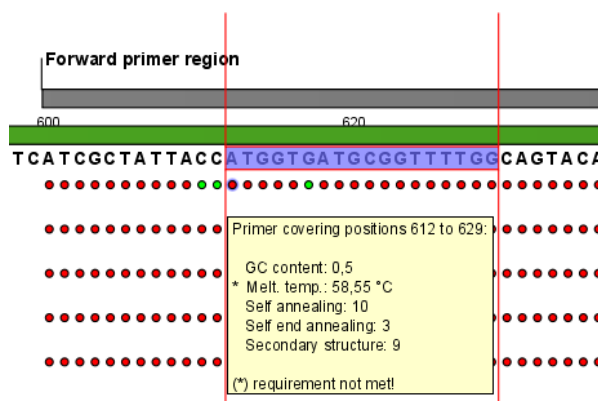 Forward primer region
600 620
TCATCGCTATTACCATGGTGATGCGGTTTTGGCAGTACA
Primer covering positions 612 to 629:
GC content: 0,5
* Melt. temp.: 58,55 °C
Self annealing: 10
Self end annealing: 3
Secondary structure: 9
(*) requirement not met!